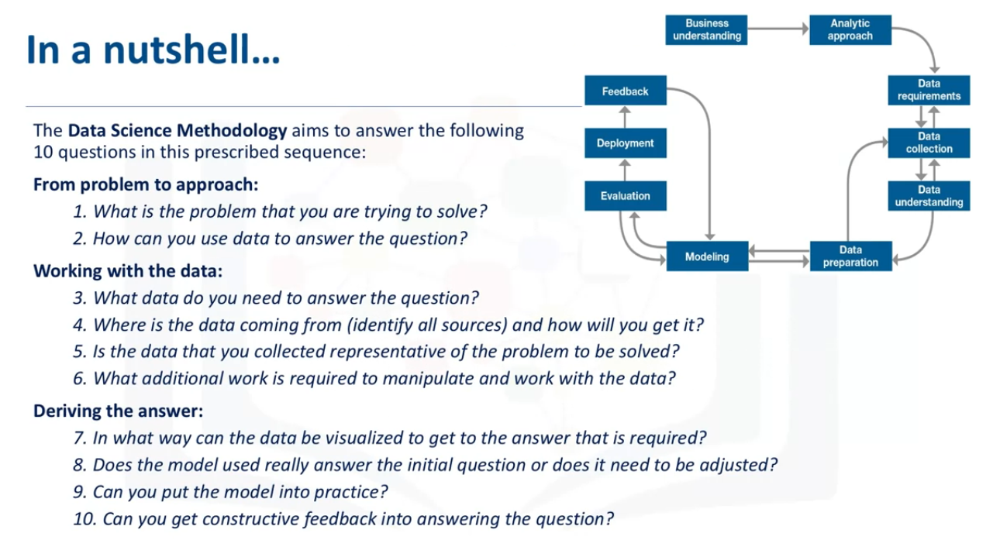 In a nutshell...
The Data Science Methodology aims to answer the following
10 questions in this prescribed sequence:
From problem to approach:
1. What is the problem that you are trying to solve?
2. How can you use data to answer the question?
Working with the data:
3. What data do you need to answer the question?
4. Where is the data coming from (identify all sources) and how will you get it?
5. Is the data that you collected representative of the problem to be solved?
6. What additional work is required to manipulate and work with the data?
Deriving the answer:
7. In what way can the data be visualized to get to the answer that is required?
8. Does the model used really answer the initial question or does it need to be adjusted?
9. Can you put the model into practice?
10. Can you get constructive feedback into answering the question?
Business
understanding
Analytic
approach
Data
requirements
Data
collection
Data
understanding
Data
preparation
Modeling
Evaluation
Deployment
Feedback